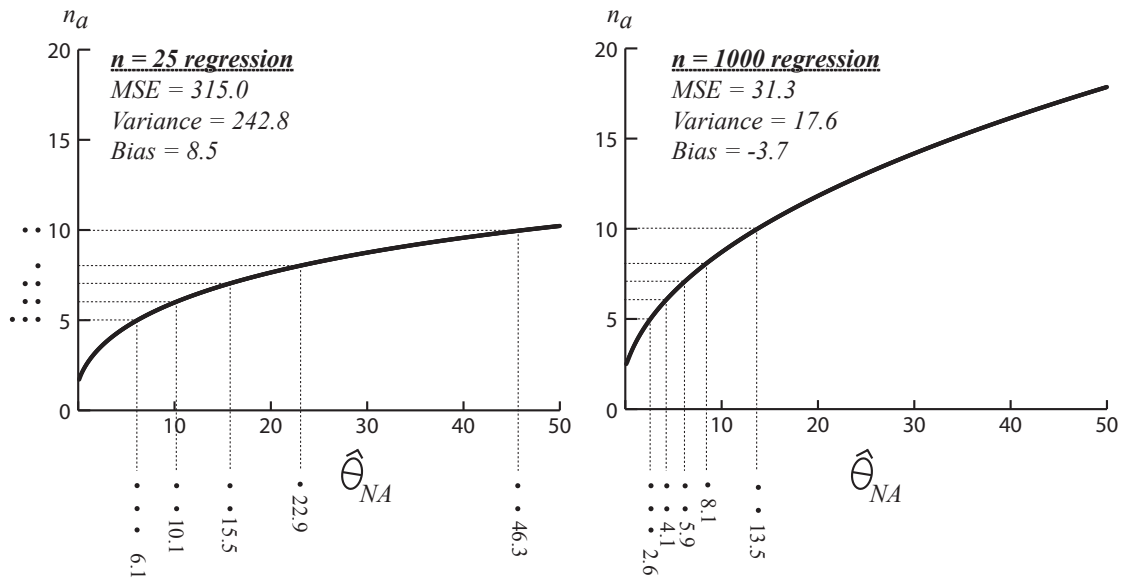 n_a
20
n = 25 regression
MSE = 315.0
Variance = 242.8
Bias = 8.5
15
10
5
0
10
20
30
40
50
Θ̂_NA
6.1
10.1
15.5
22.9
46.3
n_a
20
n = 1000 regression
MSE = 31.3
Variance = 17.6
Bias = -3.7
15
10
5
0
10
20
30
40
50
Θ̂_NA
2.6
4.1
5.9
8.1
13.5